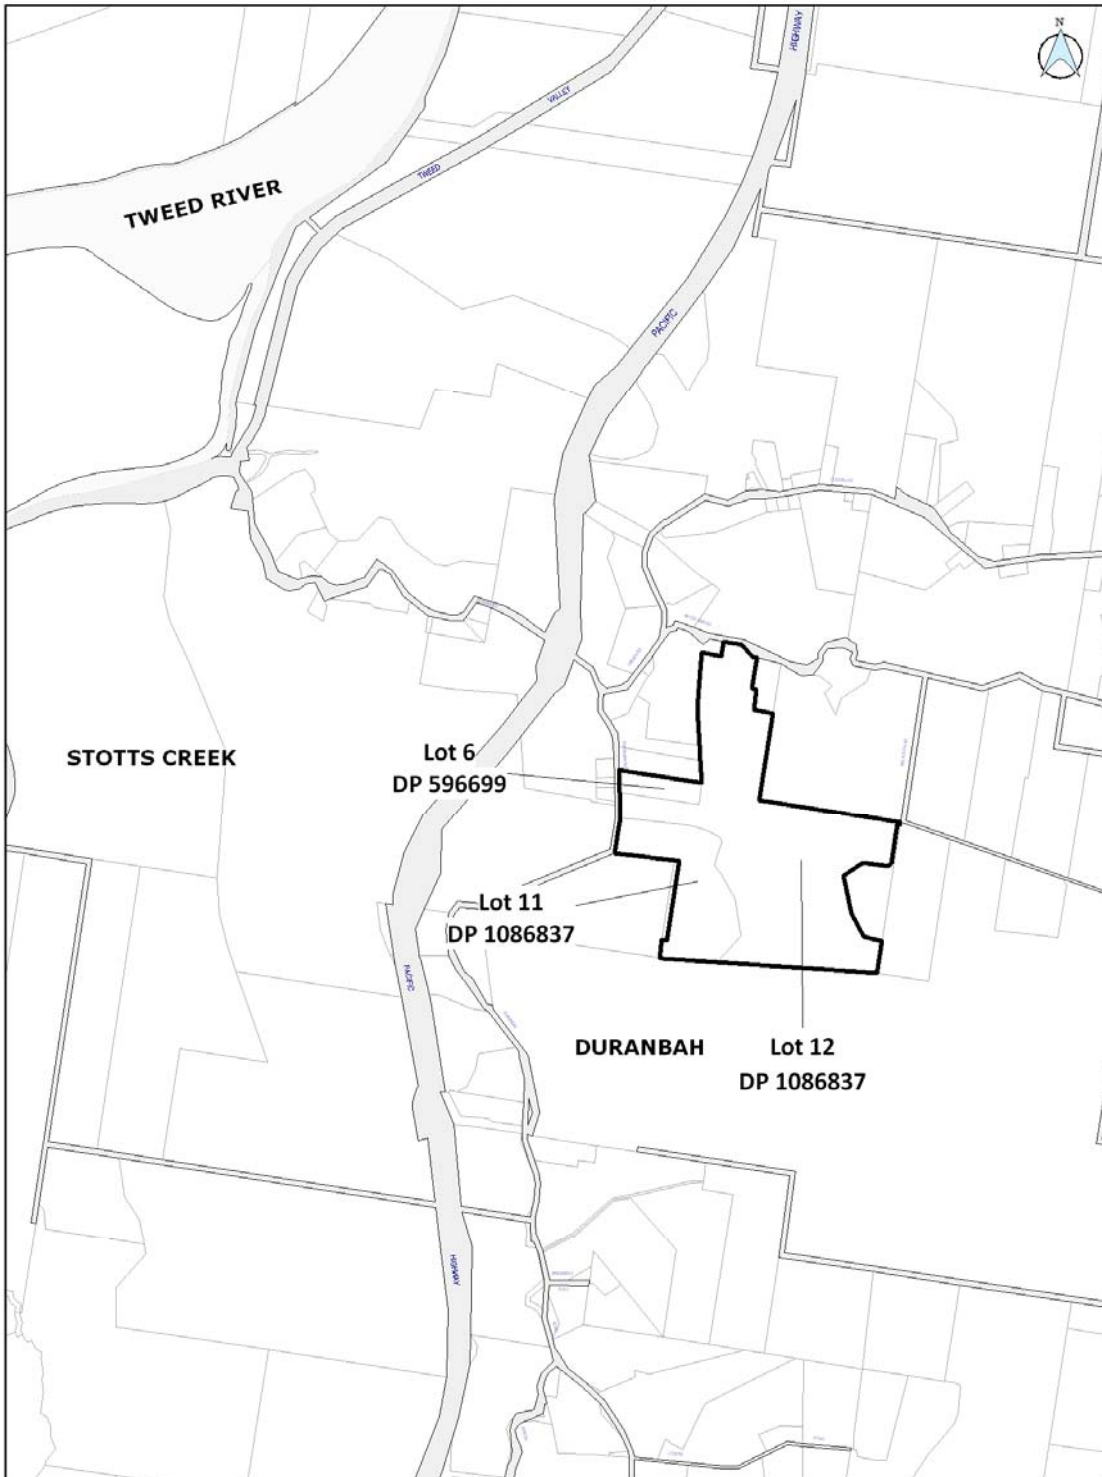 N
HIGHWAY
VALLEY
TWEED
TWEED RIVER
PACIFIC
STOTTS CREEK
Lot 6
DP 596699
Lot 11
DP 1086837
PACIFIC
DURANBAH
Lot 12
DP 1086837
HIGHWAY